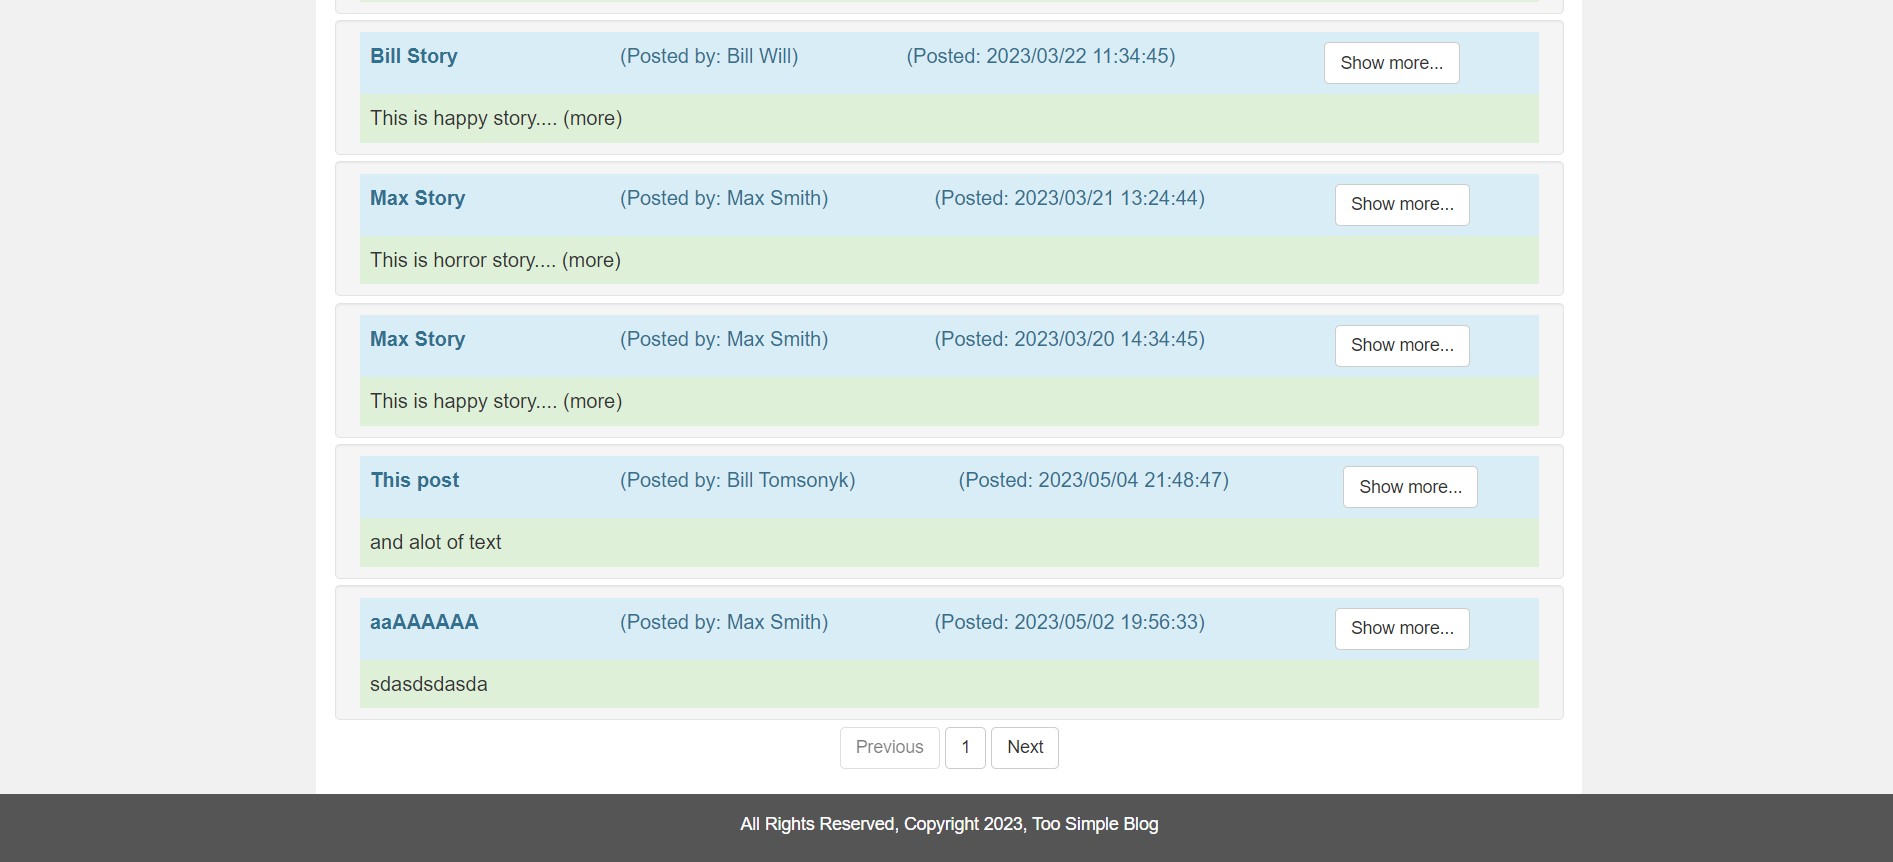 Bill Story (Posted by: Bill Will) (Posted: 2023/03/22 11:34:45) Show more...
This is happy story.... (more)
Max Story (Posted by: Max Smith) (Posted: 2023/03/21 13:24:44) Show more...
This is horror story.... (more)
Max Story (Posted by: Max Smith) (Posted: 2023/03/20 14:34:45) Show more...
This is happy story.... (more)
This post (Posted by: Bill Tomsonyk) (Posted: 2023/05/04 21:48:47) Show more...
and alot of text
aaAAAAAA (Posted by: Max Smith) (Posted: 2023/05/02 19:56:33) Show more...
sdasdsdasda
Previous 1 Next
All Rights Reserved, Copyright 2023, Too Simple Blog